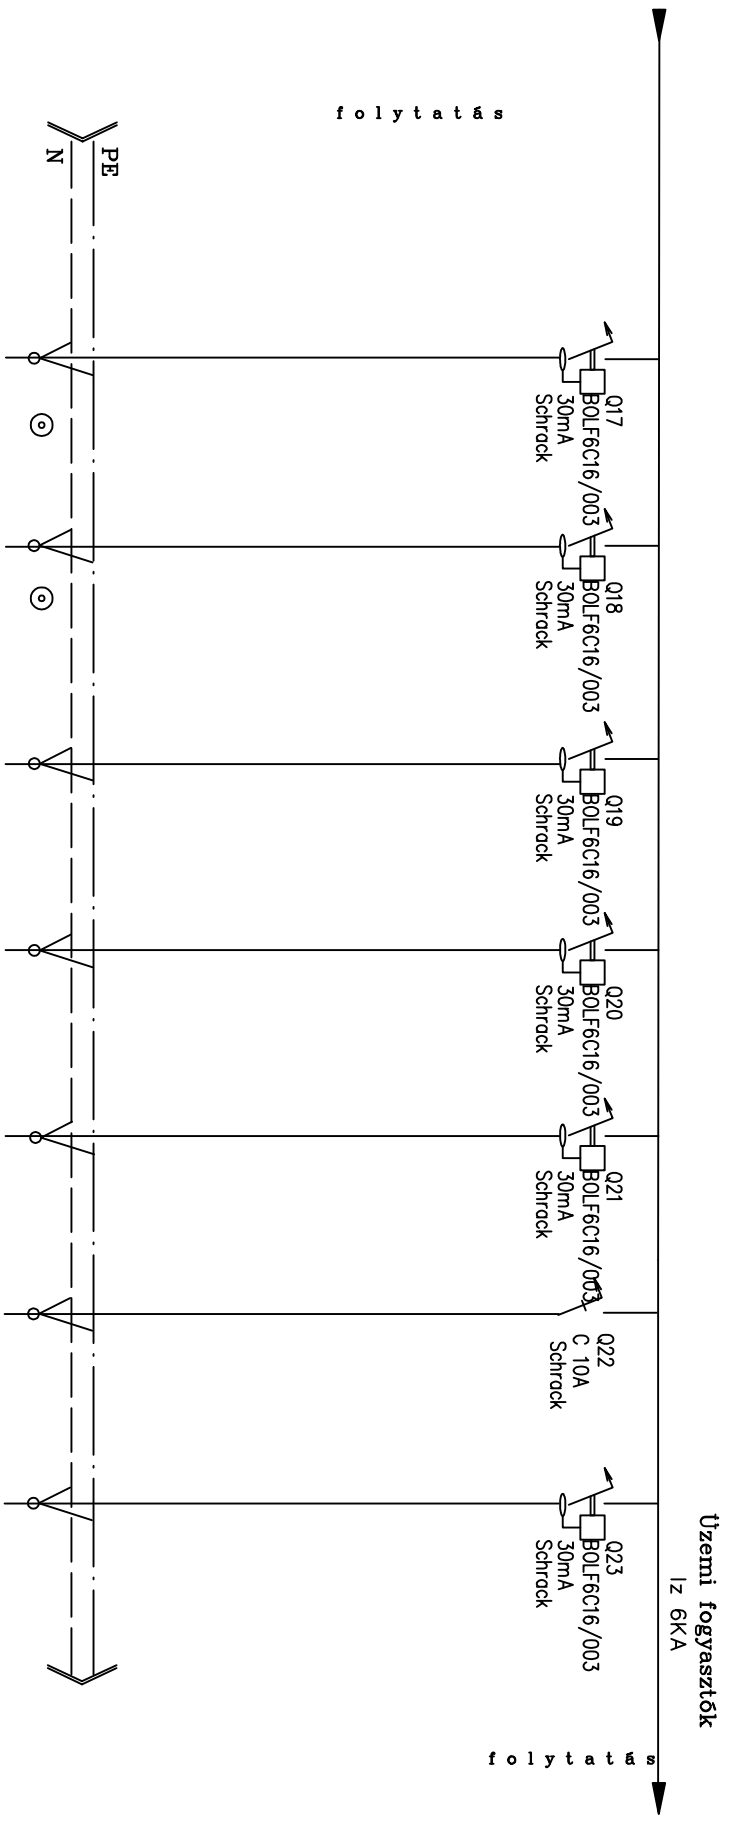 folytatás
PE
N
Q17
BOLF6C16/003
30mA
Schrack
Q18
BOLF6C16/003
30mA
Schrack
Q19
BOLF6C16/003
30mA
Schrack
Q20
BOLF6C16/003
30mA
Schrack
Q21
BOLF6C16/003
30mA
Schrack
Q22
C 10A
Schrack
Q23
BOLF6C16/003
30mA
Schrack
Üzemi fogyasztók
Iz 6KA
folytatás